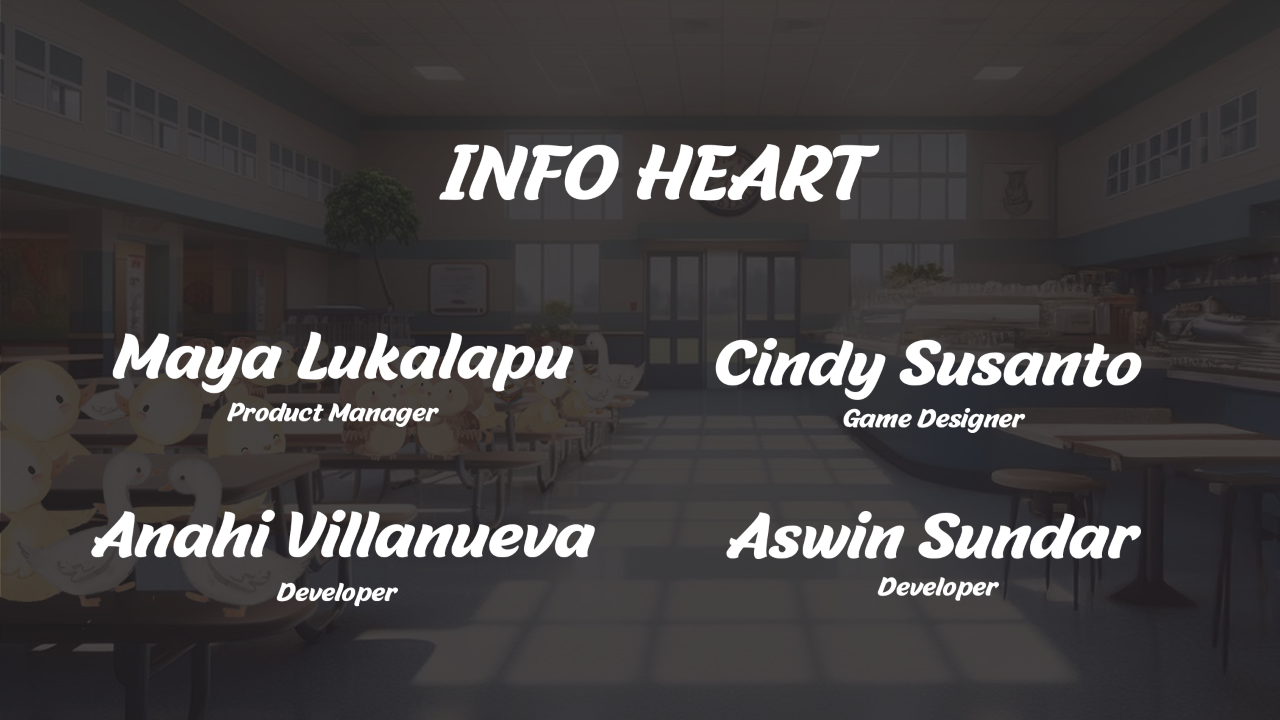 INFO HEART
Maya Lukalapu
Product Manager
Cindy Susanto
Game Designer
Anahi Villanueva
Developer
Aswin Sundar
Developer